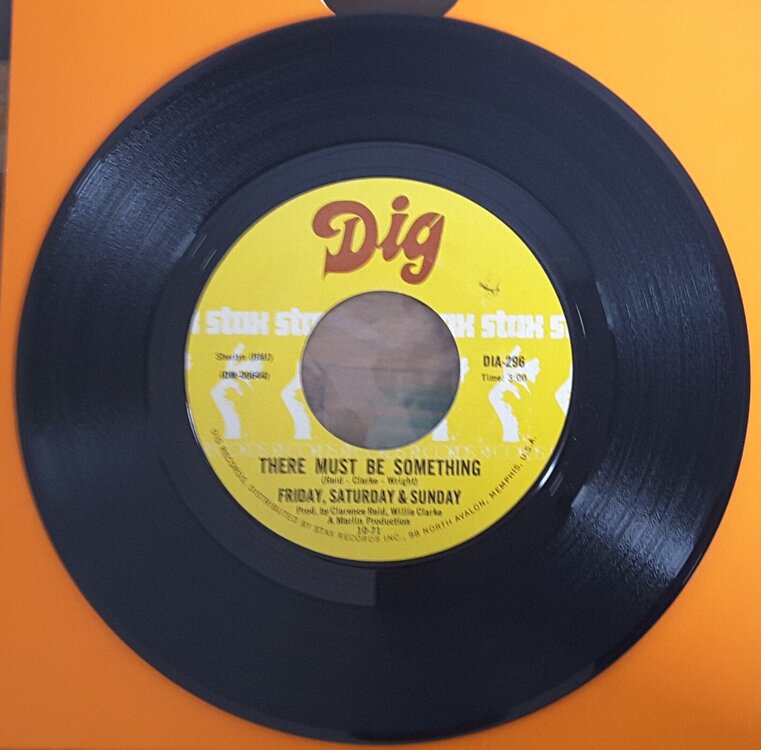 Dig
stax
stax
Sherlyn (BMI)
DIA-296
Time: 3:00
THERE MUST BE SOMETHING
(Reid - Clarke - Wright)
FRIDAY, SATURDAY & SUNDAY
Prod. by Clarence Reid, Willie Clarke
A Marlin Production
10-71
DIG RECORDS, DISTRIBUTED BY STAX RECORDS INC., 98 NORTH AVALON, MEMPHIS, U.S.A.